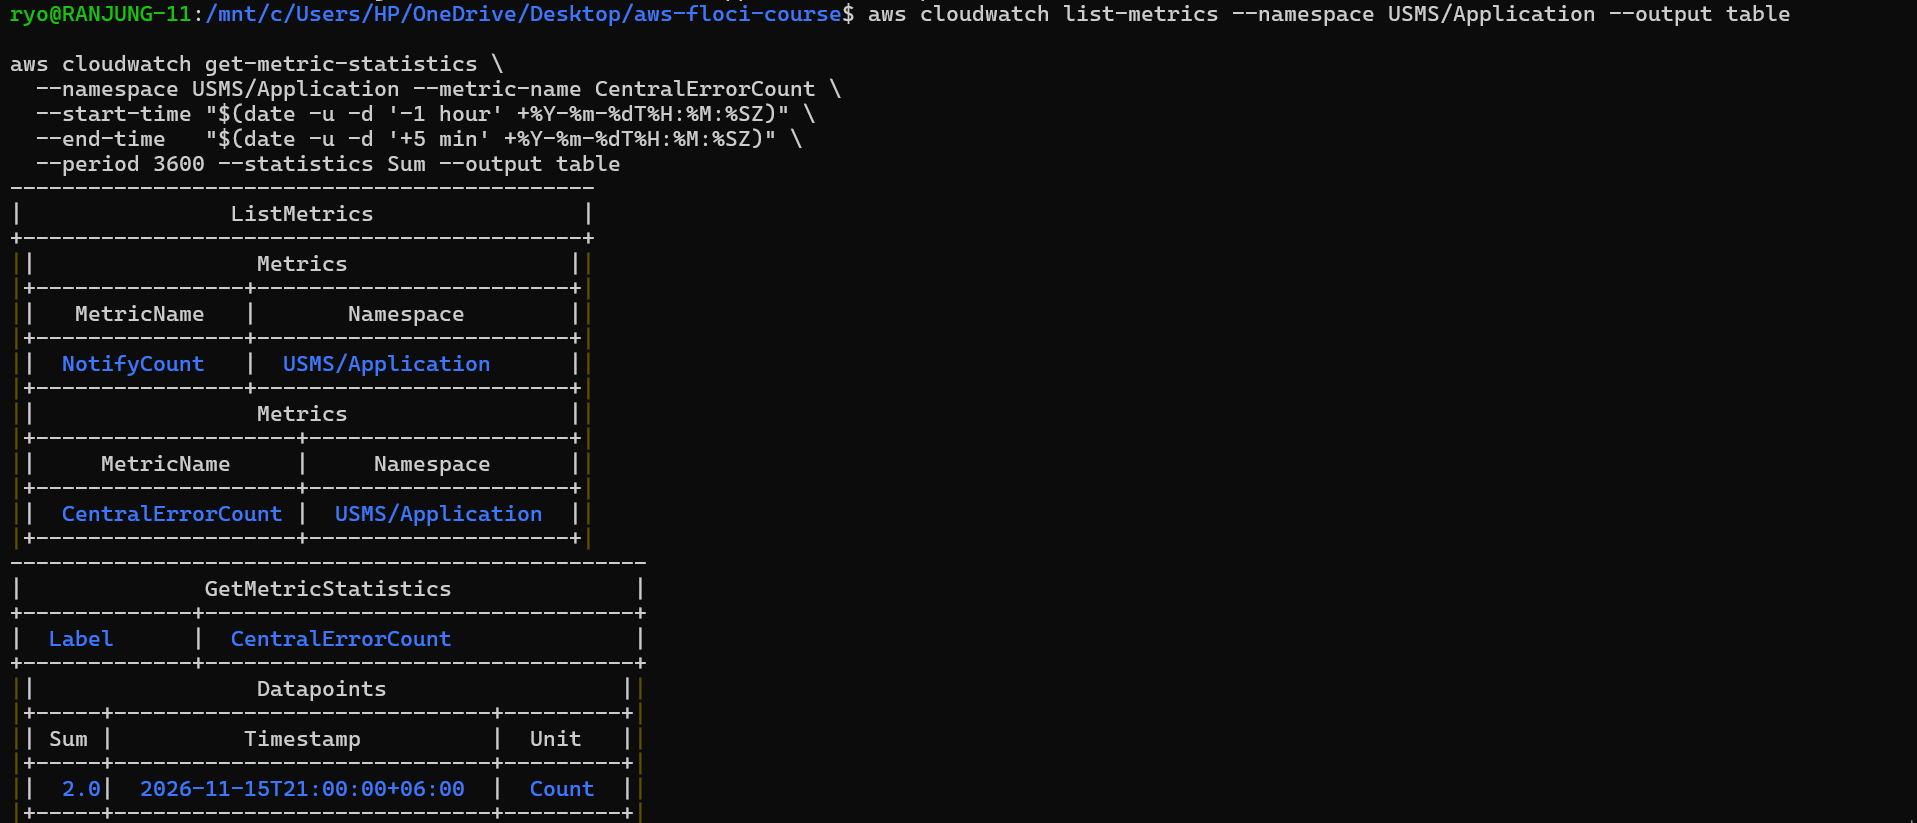 ryo@RANJUNG-11:/mnt/c/Users/HP/OneDrive/Desktop/aws-floci-course$ aws cloudwatch list-metrics --namespace USMS/Application --output table
aws cloudwatch get-metric-statistics \
--namespace USMS/Application --metric-name CentralErrorCount \
--start-time "$(date -u -d '-1 hour' +%Y-%m-%dT%H:%M:%SZ)" \
--end-time "$(date -u -d '+5 min' +%Y-%m-%dT%H:%M:%SZ)" \
--period 3600 --statistics Sum --output table
ListMetrics
Metrics
MetricName | Namespace
NotifyCount | USMS/Application
Metrics
MetricName | Namespace
CentralErrorCount | USMS/Application
GetMetricStatistics
Label | CentralErrorCount
Datapoints
Sum | Timestamp | Unit
2.0 | 2026-11-15T21:00:00+06:00 | Count